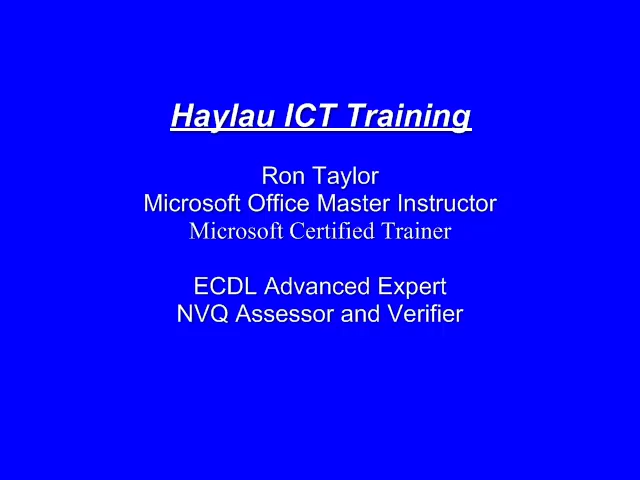 Haylau ICT Training
Ron Taylor
Microsoft Office Master Instructor
Microsoft Certified Trainer
ECDL Advanced Expert
NVQ Assessor and Verifier